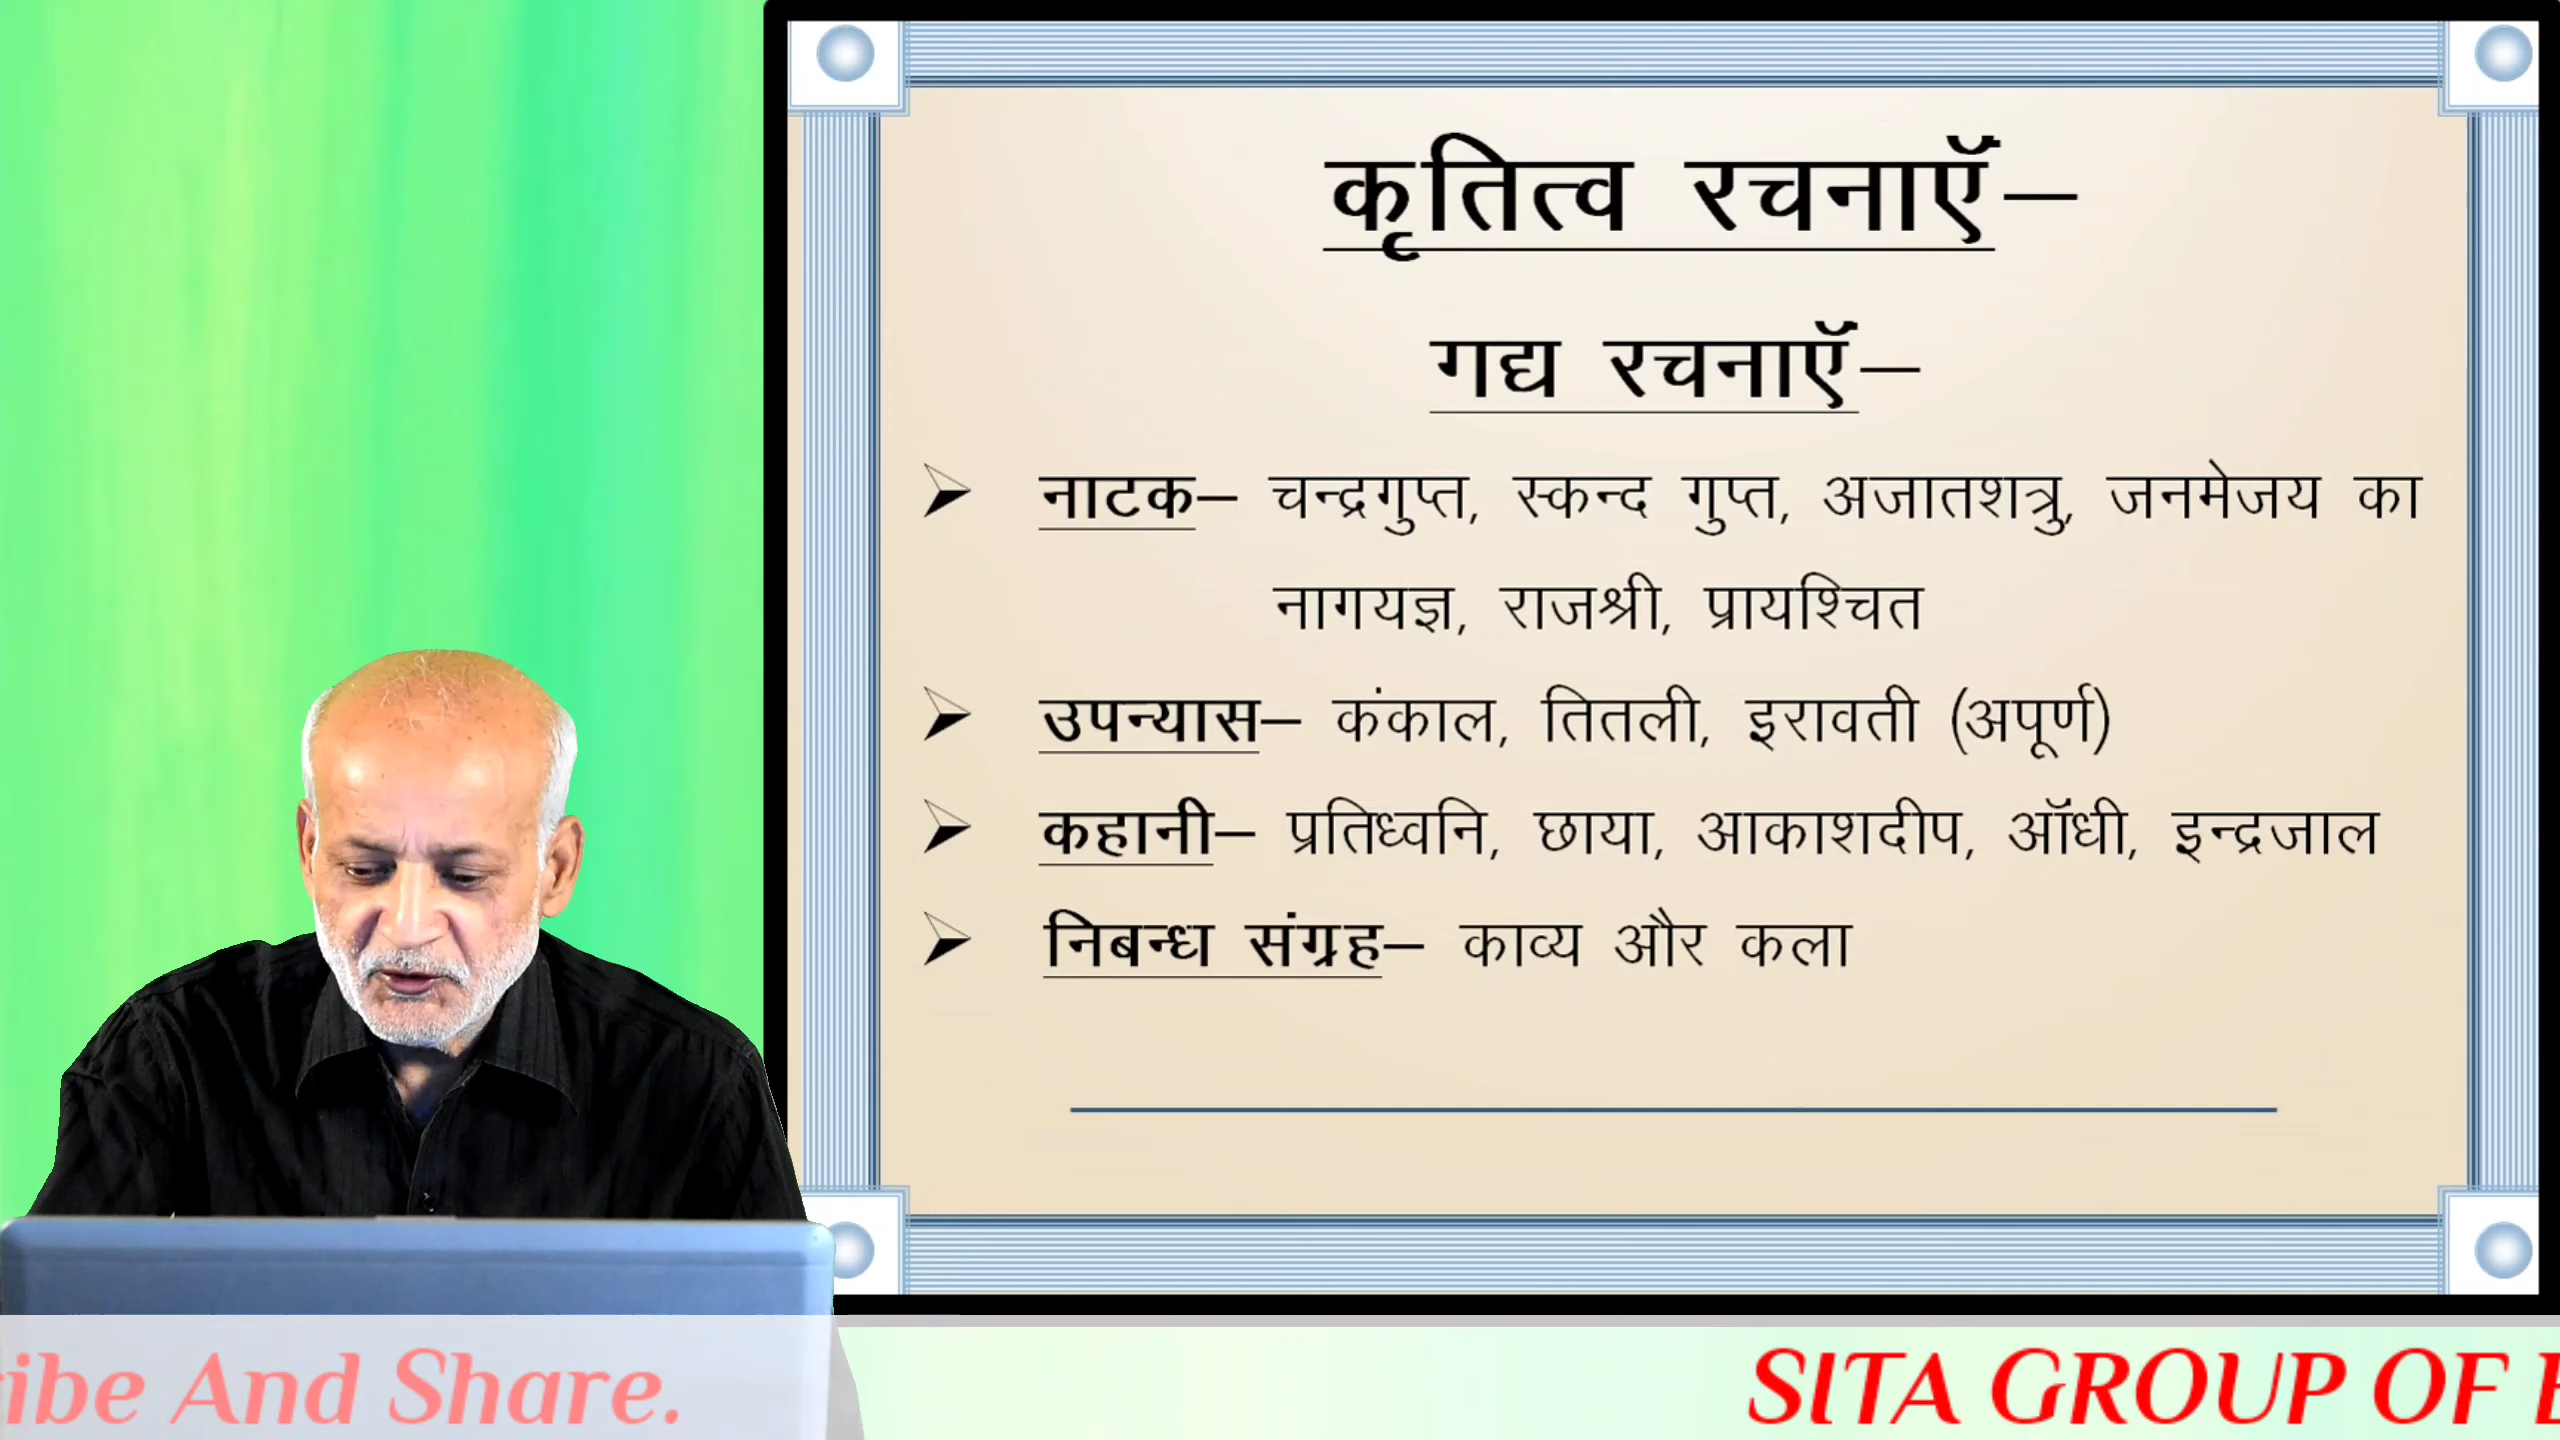 कृतित्व रचनाएॅं–
गद्य रचनाएॅं–
➢ नाटक– चन्द्रगुप्त, स्कन्द गुप्त, अजातशत्रु, जनमेजय का
नागयज्ञ, राजश्री, प्रायश्चित
➢ उपन्यास– कंकाल, तितली, इरावती (अपूर्ण)
➢ कहानी– प्रतिध्वनि, छाया, आकाशदीप, ऑंधी, इन्द्रजाल
➢ निबन्ध संग्रह– काव्य और कला
ibe And Share. SITA GROUP OF